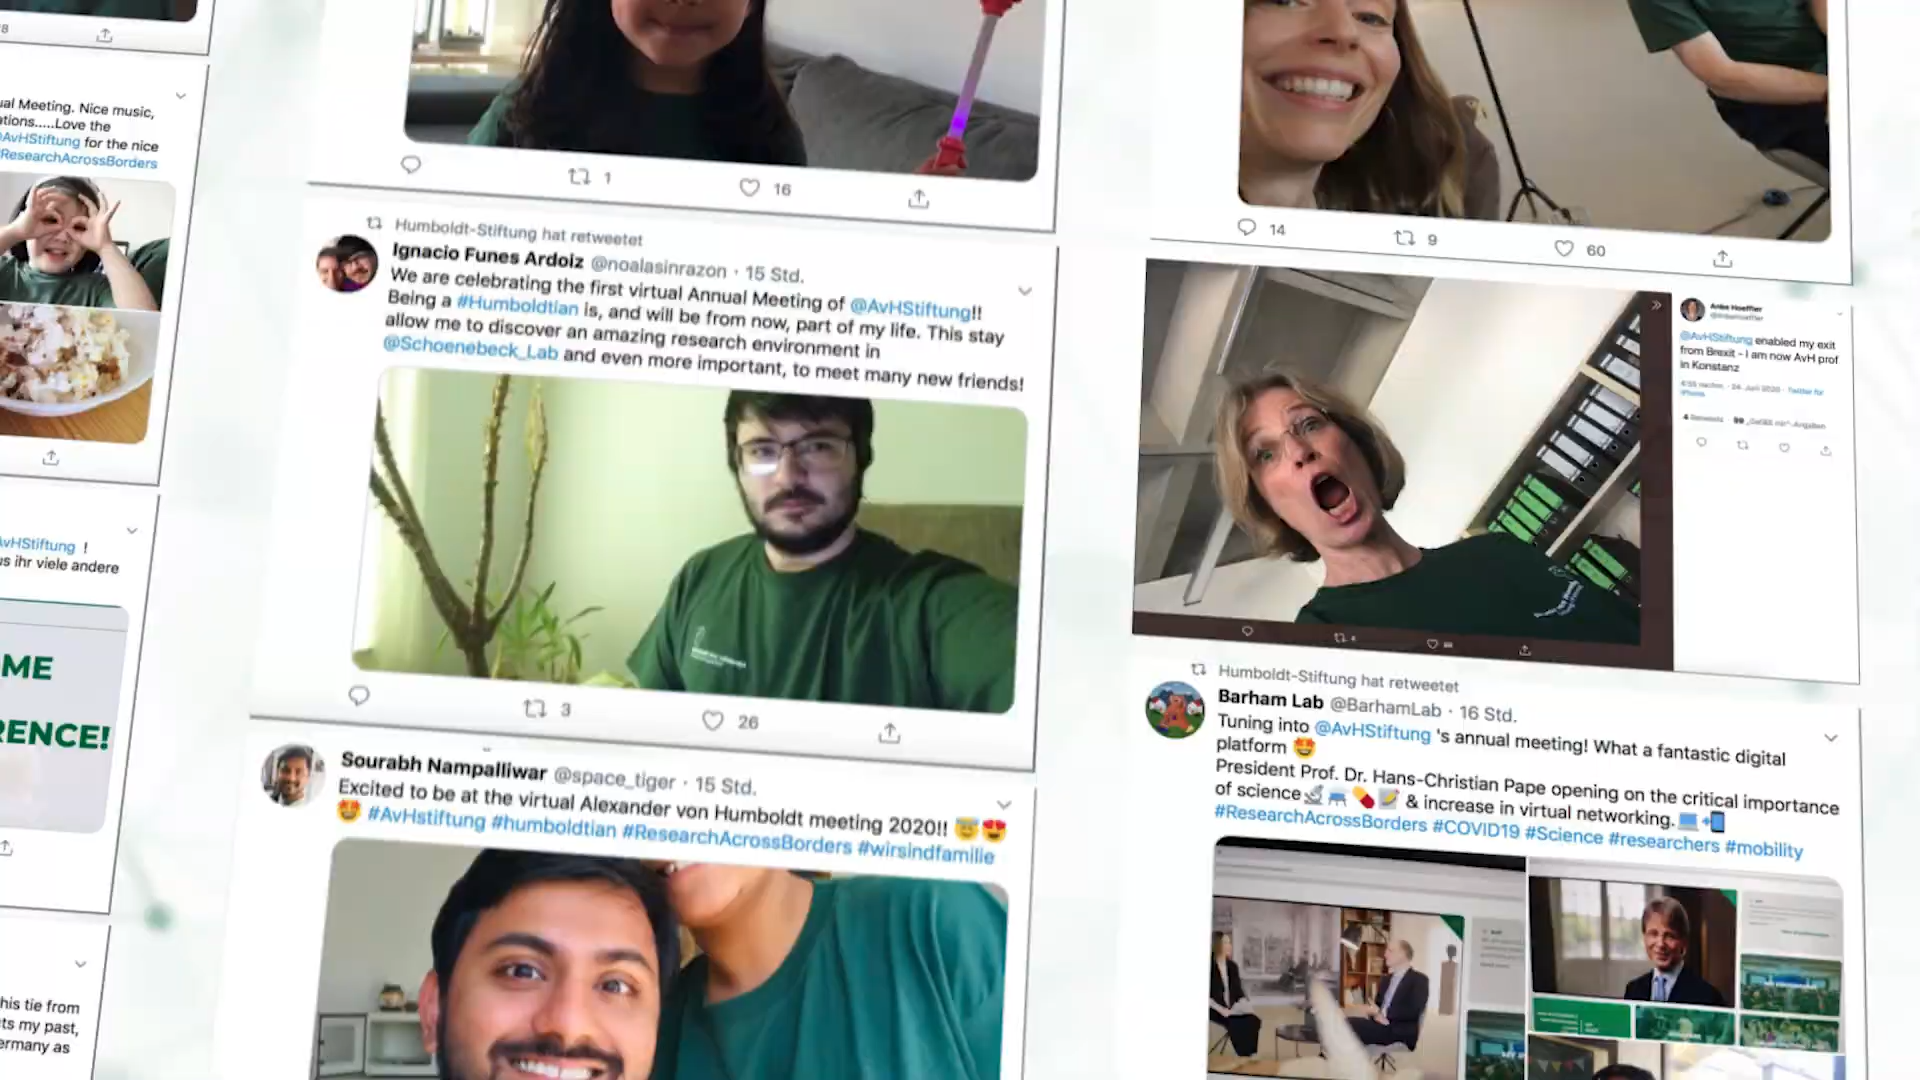 8
ual Meeting. Nice music,
ations.....Love the
@AvHStiftung for the nice
#ResearchAcrossBorders
AvHStiftung !
s ihr viele andere
ME
RENCE!
his tie from
ts my past,
ermany as
1 16
Humboldt-Stiftung hat retweetet
Ignacio Funes Ardoiz @noalasinrazon · 15 Std.
We are celebrating the first virtual Annual Meeting of @AvHStiftung!!
Being a #Humboldtian is, and will be from now, part of my life. This stay
allow me to discover an amazing research environment in
@Schoenebeck_Lab and even more important, to meet many new friends!
3 26
Sourabh Nampalliwar @space_tiger · 15 Std.
Excited to be at the virtual Alexander von Humboldt meeting 2020!! 😇😍
🤩 #AvHstiftung #humboldtian #ResearchAcrossBorders #wirsindfamilie
14 9 60
Anke Hoeffler
@AvHStiftung enabled my exit
from Brexit - I am now AvH prof
in Konstanz
Humboldt-Stiftung hat retweetet
Barham Lab @BarhamLab · 16 Std.
Tuning into @AvHStiftung 's annual meeting! What a fantastic digital
platform 🤩
President Prof. Dr. Hans-Christian Pape opening on the critical importance
of science🔬 💊📝 & increase in virtual networking.💻📲
#ResearchAcrossBorders #COVID19 #Science #researchers #mobility